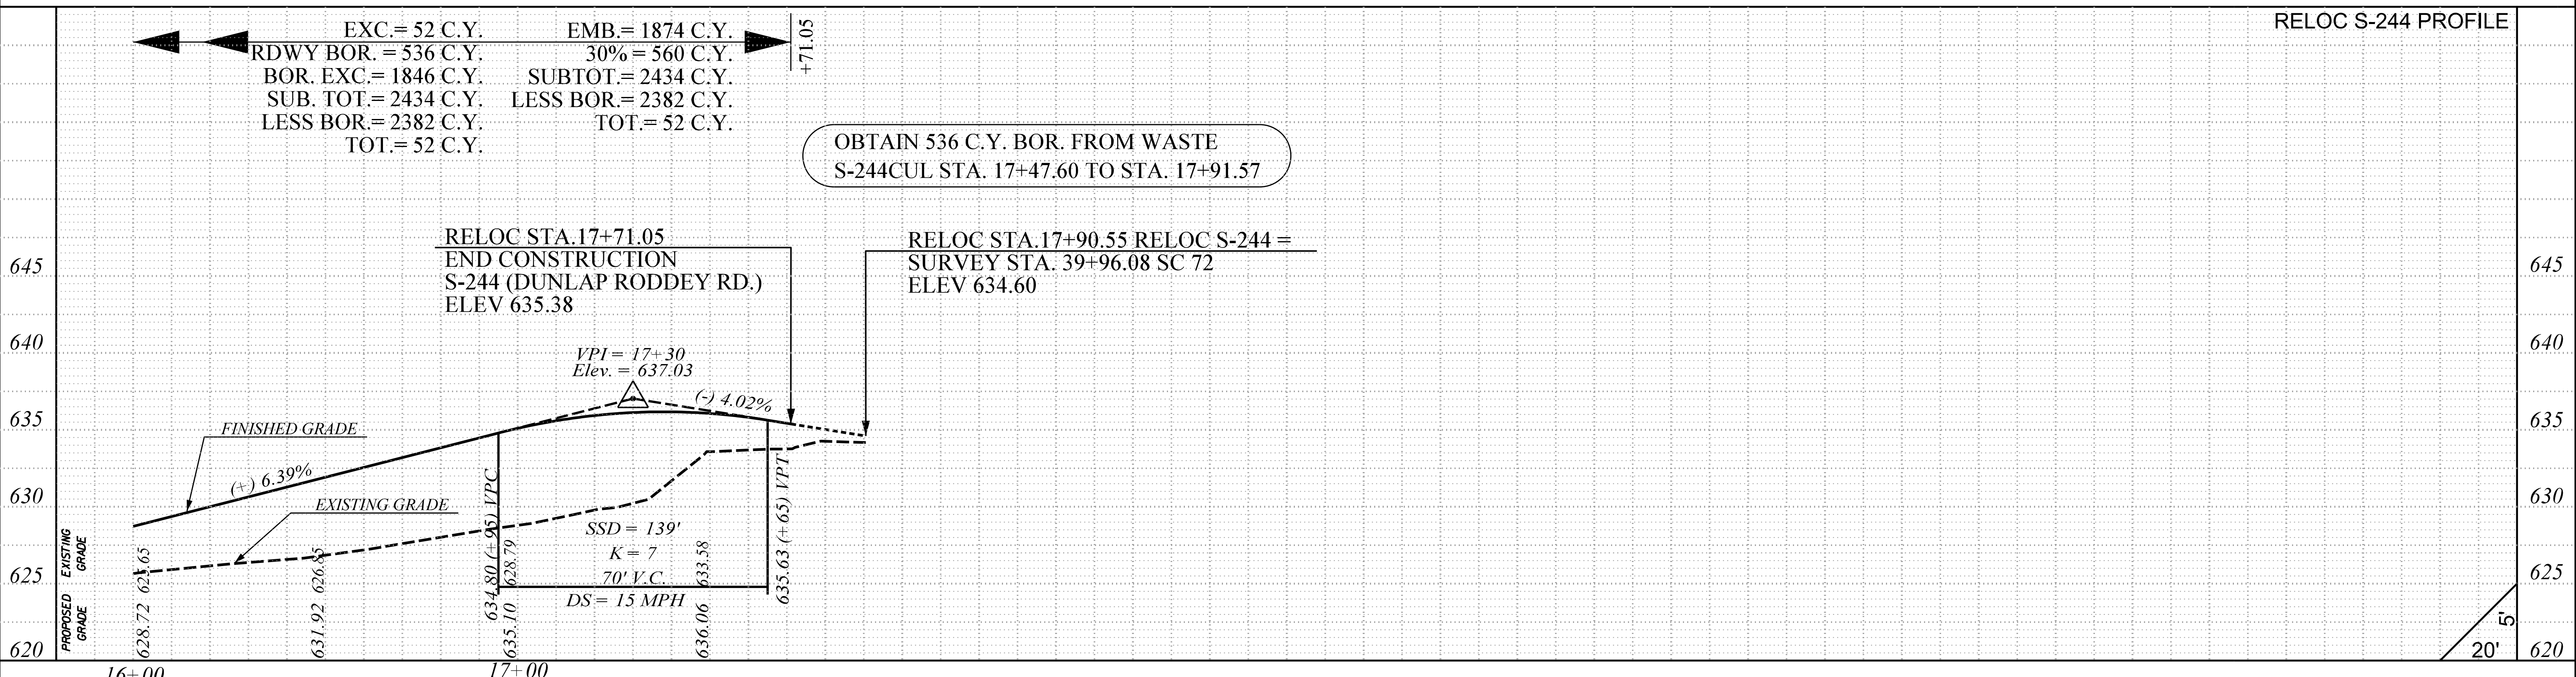 RELOC S-244 PROFILE
EXC.= 52 C.Y.
RDWY BOR. = 536 C.Y.
BOR. EXC.= 1846 C.Y.
SUB. TOT.= 2434 C.Y.
LESS BOR.= 2382 C.Y.
TOT.= 52 C.Y.
EMB.= 1874 C.Y.
30% = 560 C.Y.
SUBTOT.= 2434 C.Y.
LESS BOR.= 2382 C.Y.
TOT.= 52 C.Y.
+71.05
OBTAIN 536 C.Y. BOR. FROM WASTE
S-244CUL STA. 17+47.60 TO STA. 17+91.57
RELOC STA.17+71.05
END CONSTRUCTION
S-244 (DUNLAP RODDEY RD.)
ELEV 635.38
RELOC STA.17+90.55 RELOC S-244 =
SURVEY STA. 39+96.08 SC 72
ELEV 634.60
VPI = 17+30
Elev. = 637.03
(-) 4.02%
FINISHED GRADE
(+) 6.39%
EXISTING GRADE
SSD = 139'
K = 7
70' V.C.
DS = 15 MPH
634.80 (+95) VPC
635.63 (+65) VPT
645
640
635
630
625
620
645
640
635
630
625
620
EXISTING
GRADE
PROPOSED
GRADE
625.65
628.72
626.85
631.92
628.79
635.10
633.58
636.06
16+00
17+00
5'
20'